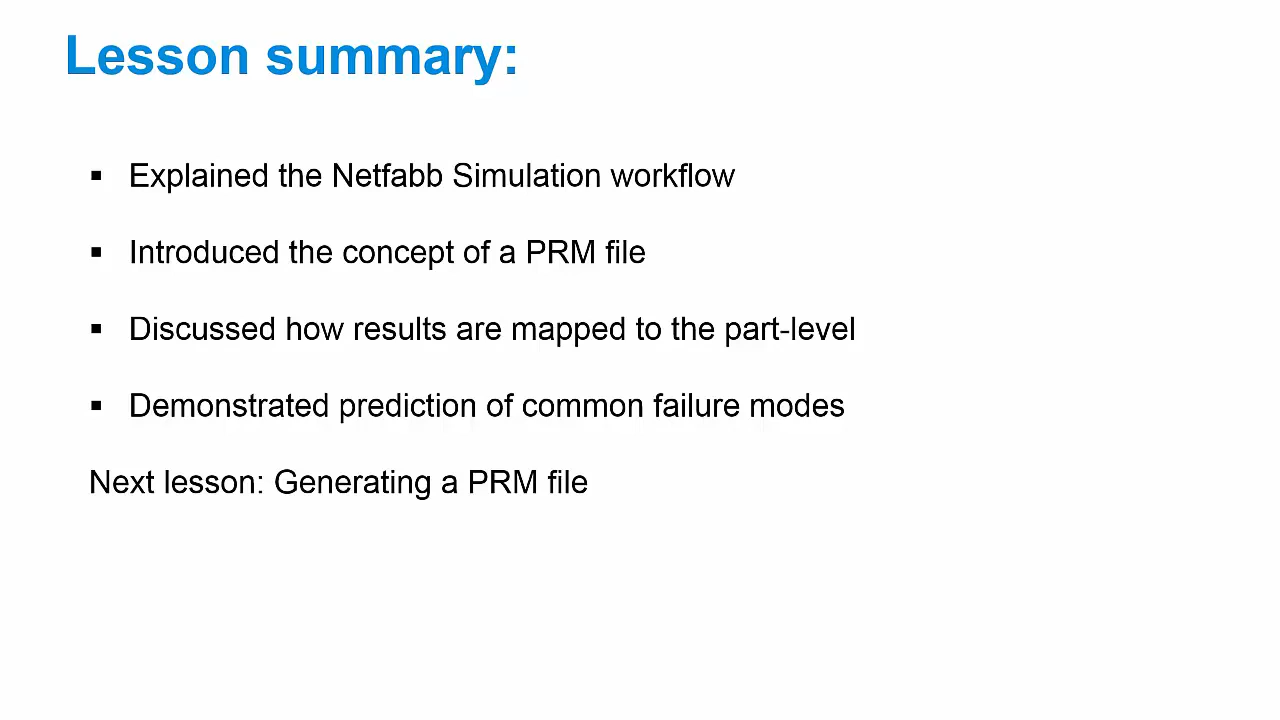 Lesson summary:
▪ Explained the Netfabb Simulation workflow
▪ Introduced the concept of a PRM file
▪ Discussed how results are mapped to the part-level
▪ Demonstrated prediction of common failure modes
Next lesson: Generating a PRM file